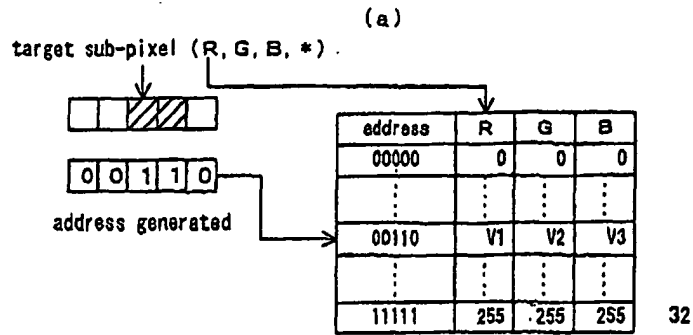 (a)
target sub-pixel (R, G, B, *)
address R G B
00000 0 0 0
0 0 1 1 0
address generated
00110 V1 V2 V3
11111 255 255 255
32